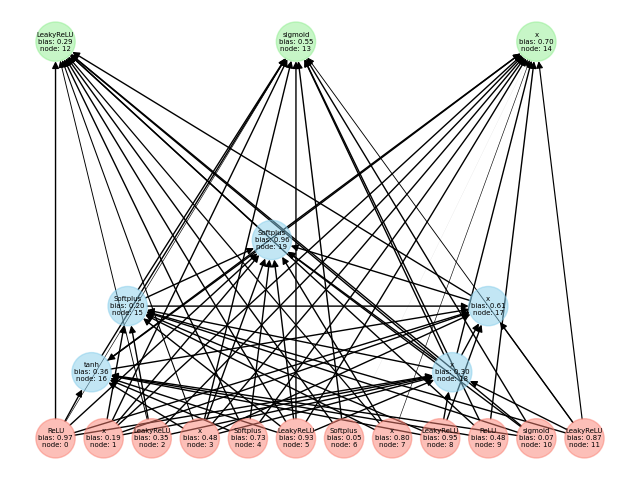 LeakyReLU
bias: 0.29
node: 12
sigmoid
bias: 0.55
node: 13
x
bias: 0.70
node: 14
Softplus
bias: 0.96
node: 19
Softplus
bias: 0.20
node: 15
x
bias: 0.61
node: 17
tanh
bias: 0.36
node: 16
x
bias: 0.30
node: 18
ReLU
bias: 0.97
node: 0
x
bias: 0.19
node: 1
LeakyReLU
bias: 0.35
node: 2
x
bias: 0.48
node: 3
Softplus
bias: 0.73
node: 4
LeakyReLU
bias: 0.93
node: 5
Softplus
bias: 0.05
node: 6
x
bias: 0.80
node: 7
LeakyReLU
bias: 0.95
node: 8
ReLU
bias: 0.48
node: 9
sigmoid
bias: 0.07
node: 10
LeakyReLU
bias: 0.87
node: 11